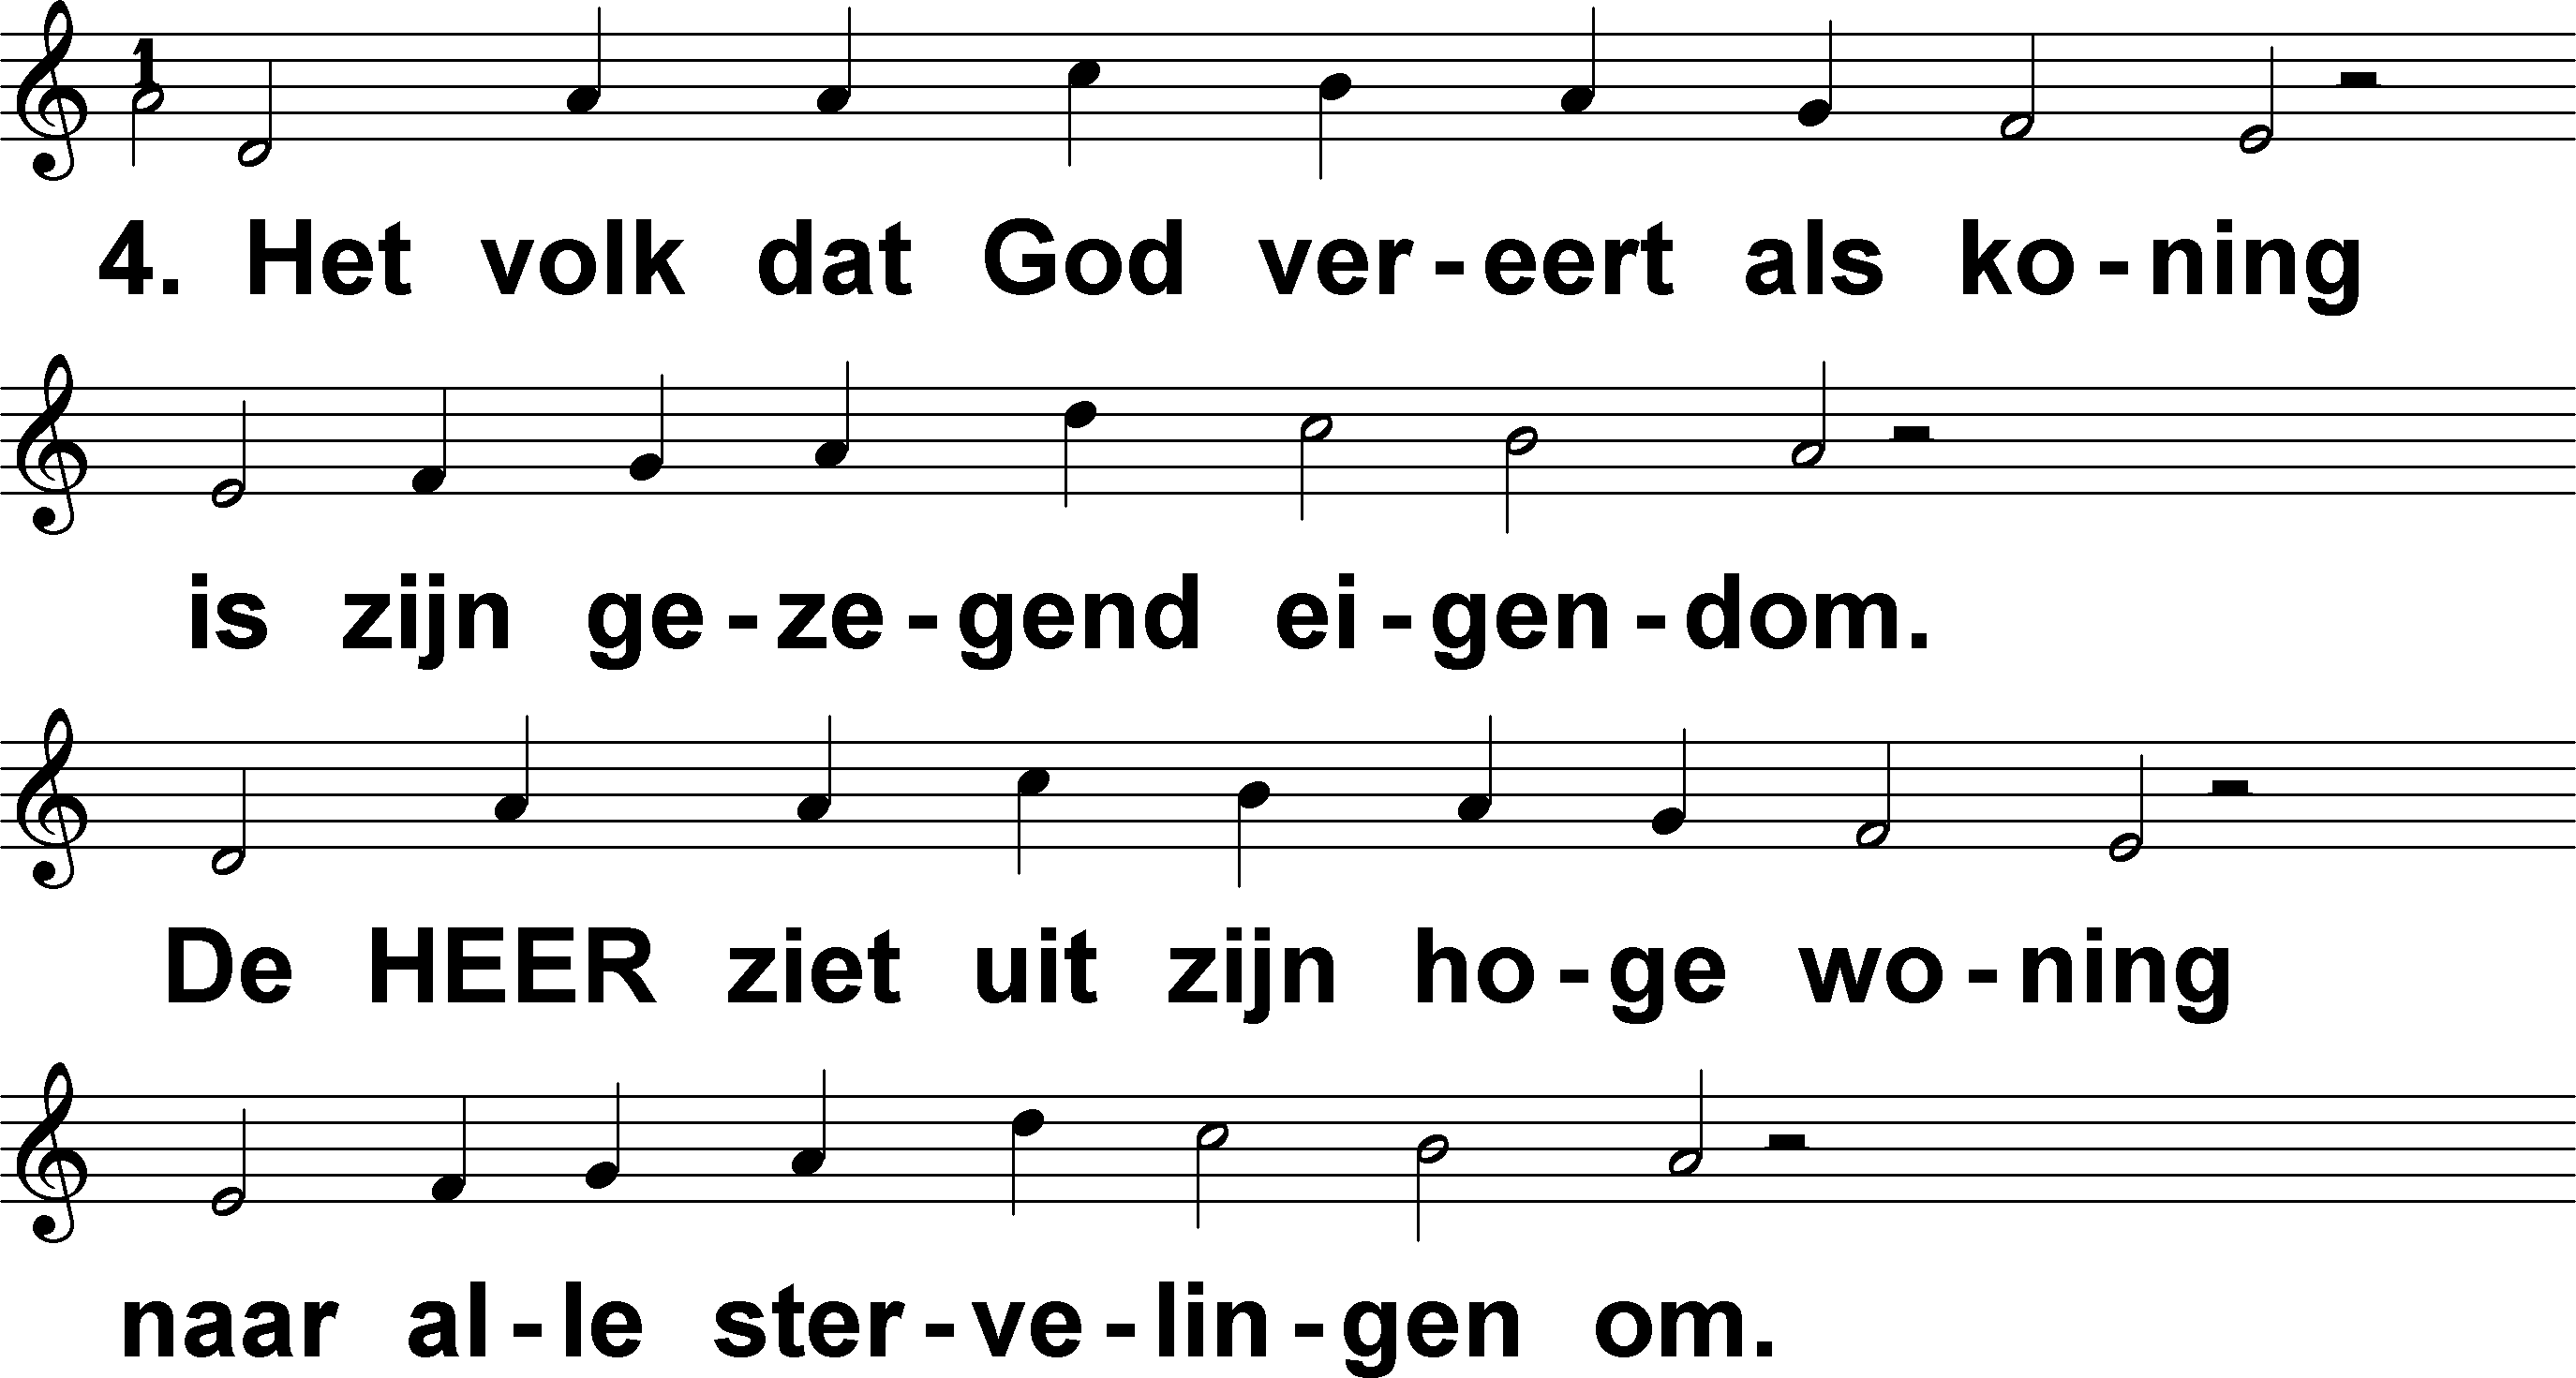 1
4. Het volk dat God ver-eert als ko-ning
is zijn ge-ze-gend ei-gen-dom.
De HEER ziet uit zijn ho-ge wo-ning
naar al-le ster-ve-lin-gen om.